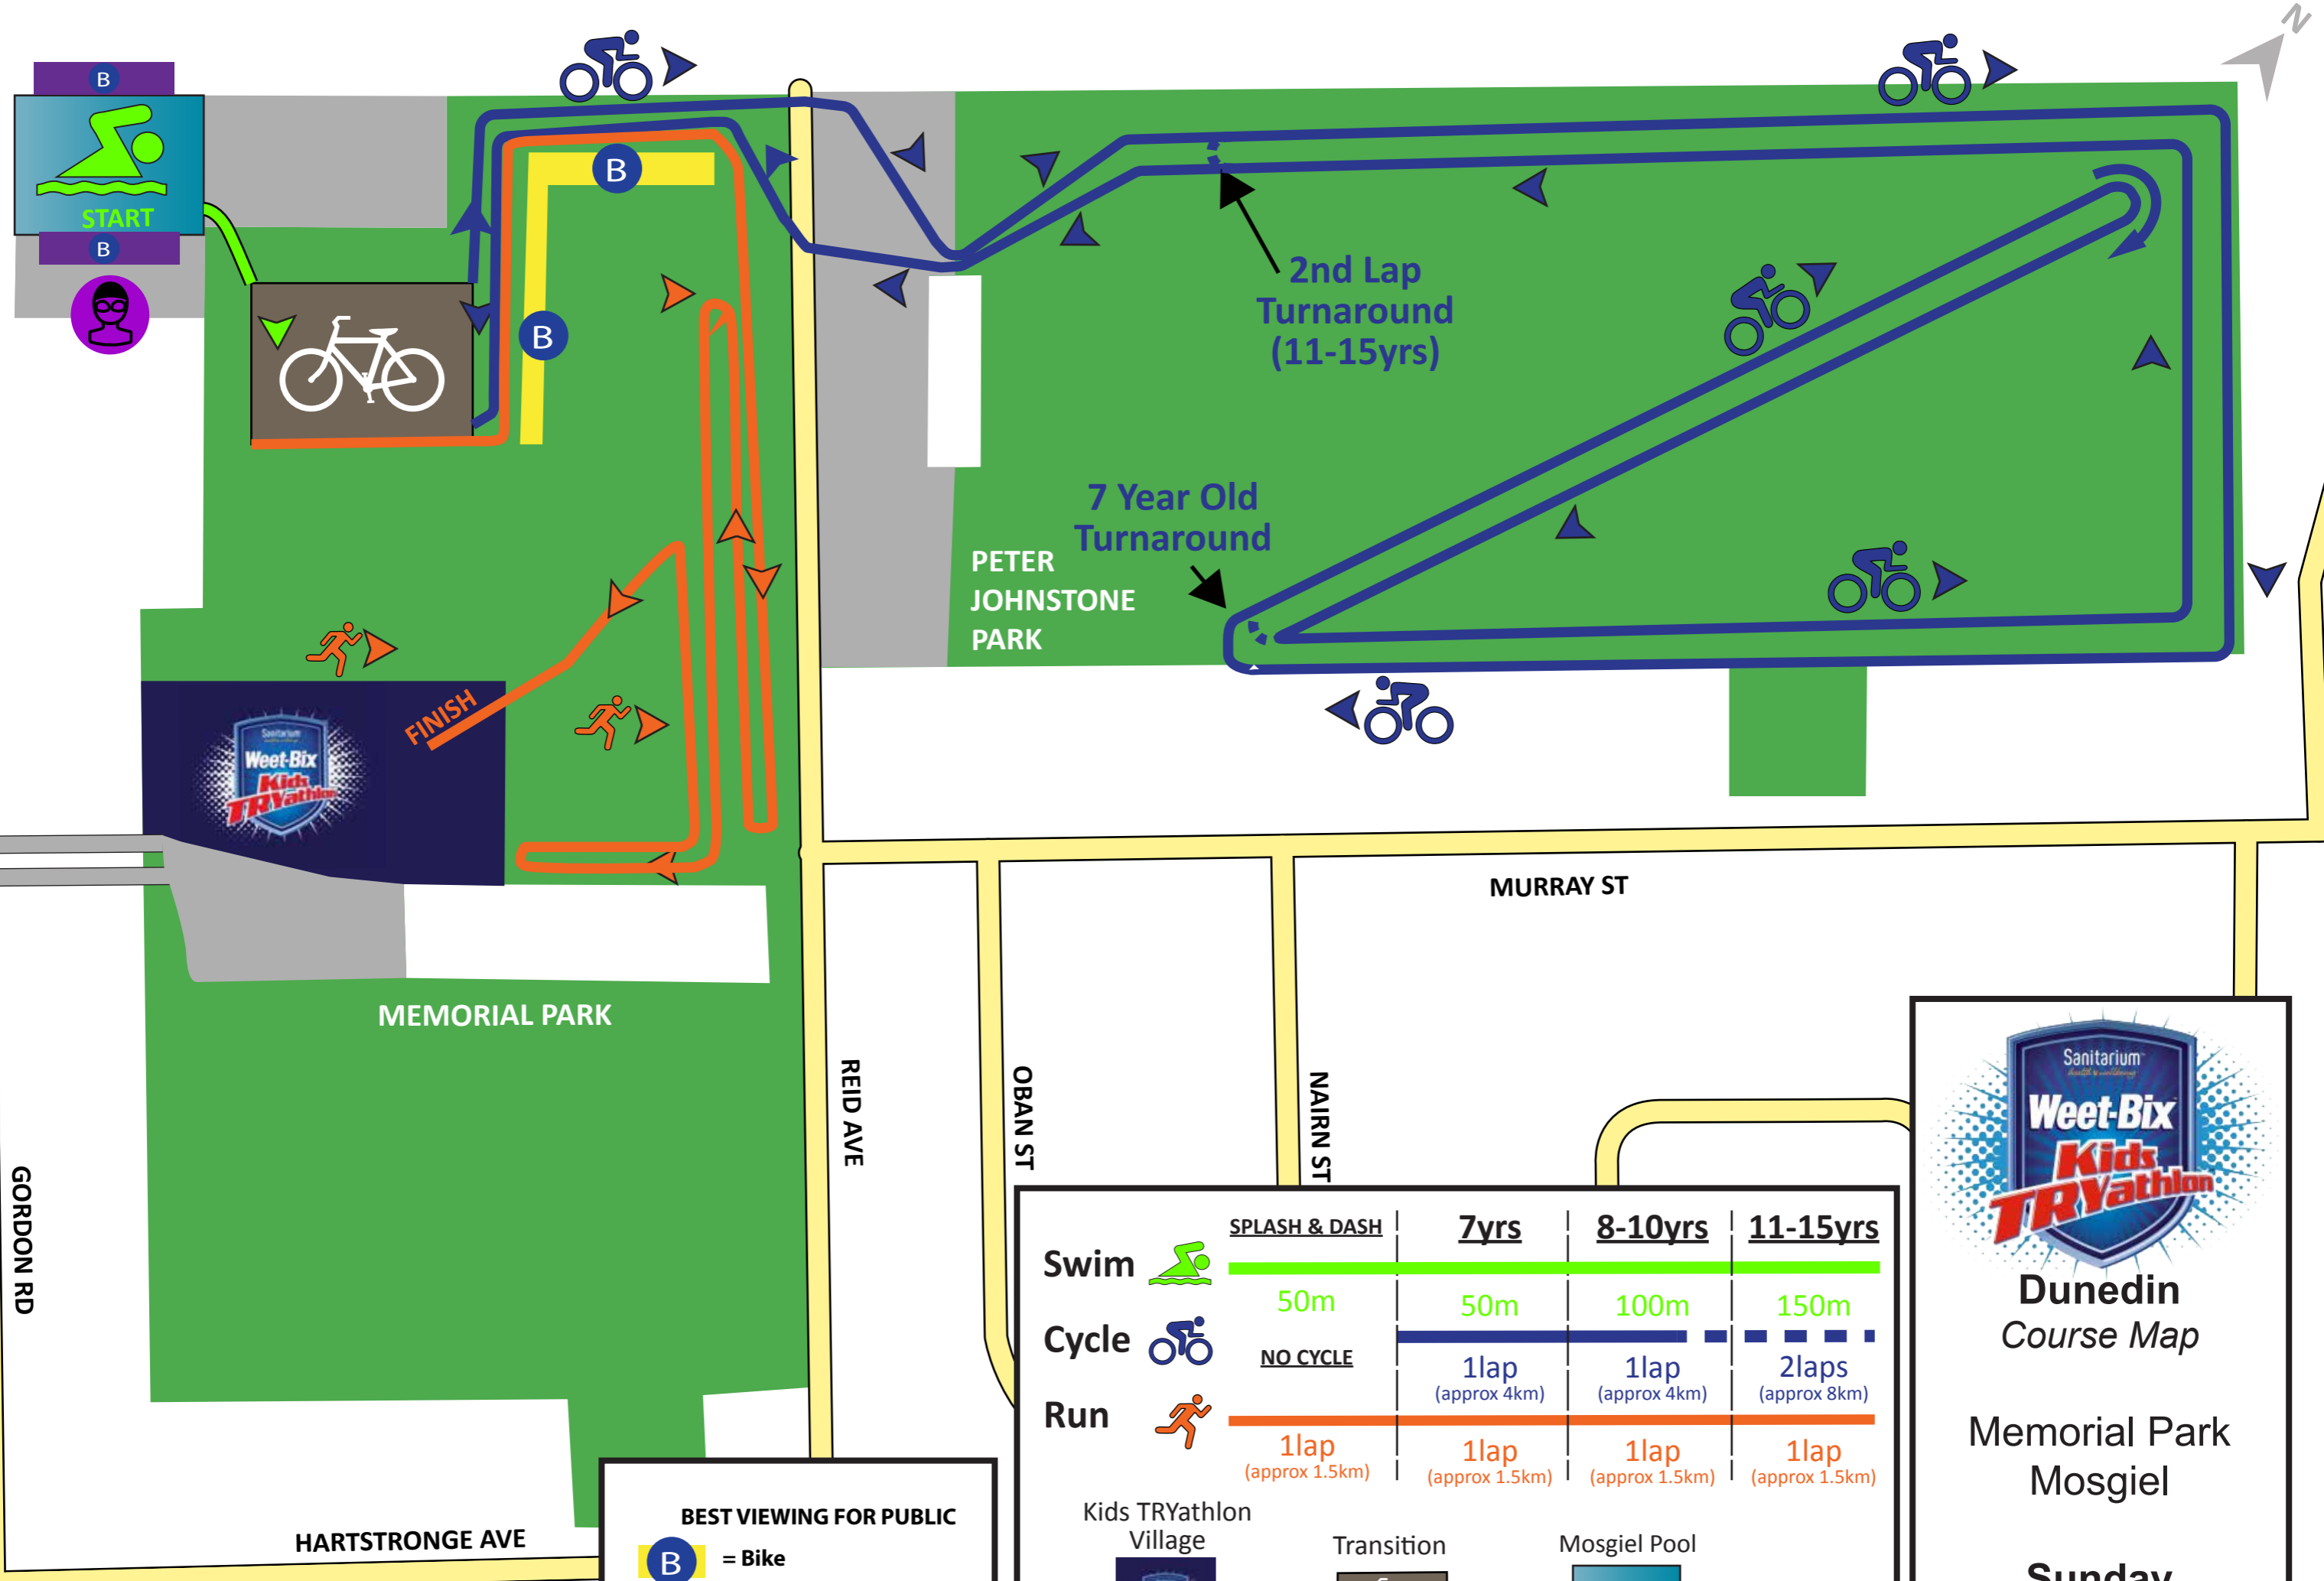 N
B
START
B
B
B
2nd Lap
Turnaround
(11-15yrs)
7 Year Old
Turnaround
PETER
JOHNSTONE
PARK
FINISH
Sanitarium
Weet-Bix
Kids
TRYathlon
MURRAY ST
MEMORIAL PARK
REID AVE
OBAN ST
NAIRN ST
GORDON RD
HARTSTRONGE AVE
BEST VIEWING FOR PUBLIC
B = Bike
SPLASH & DASH 7yrs 8-10yrs 11-15yrs
Swim
50m 50m 100m 150m
Cycle
NO CYCLE 1lap 1lap 2laps
(approx 4km) (approx 4km) (approx 8km)
Run
1lap 1lap 1lap 1lap
(approx 1.5km) (approx 1.5km) (approx 1.5km) (approx 1.5km)
Kids TRYathlon
Village
Transition
Mosgiel Pool
Sanitarium
health & wellbeing
Weet-Bix
Kids
TRYathlon
Dunedin
Course Map
Memorial Park
Mosgiel
Sunday